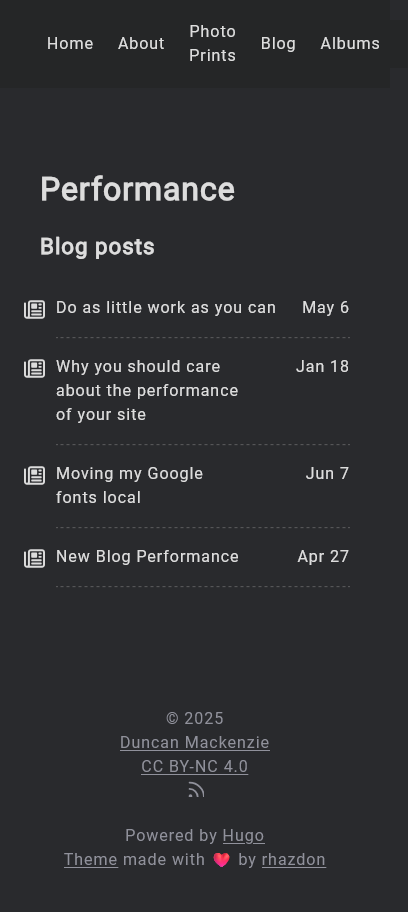 Home About Photo Prints Blog Albums
Performance
Blog posts
Do as little work as you can May 6
Why you should care Jan 18
about the performance
of your site
Moving my Google Jun 7
fonts local
New Blog Performance Apr 27
© 2025
Duncan Mackenzie
CC BY-NC 4.0
Powered by Hugo
Theme made with ❤️ by rhazdon